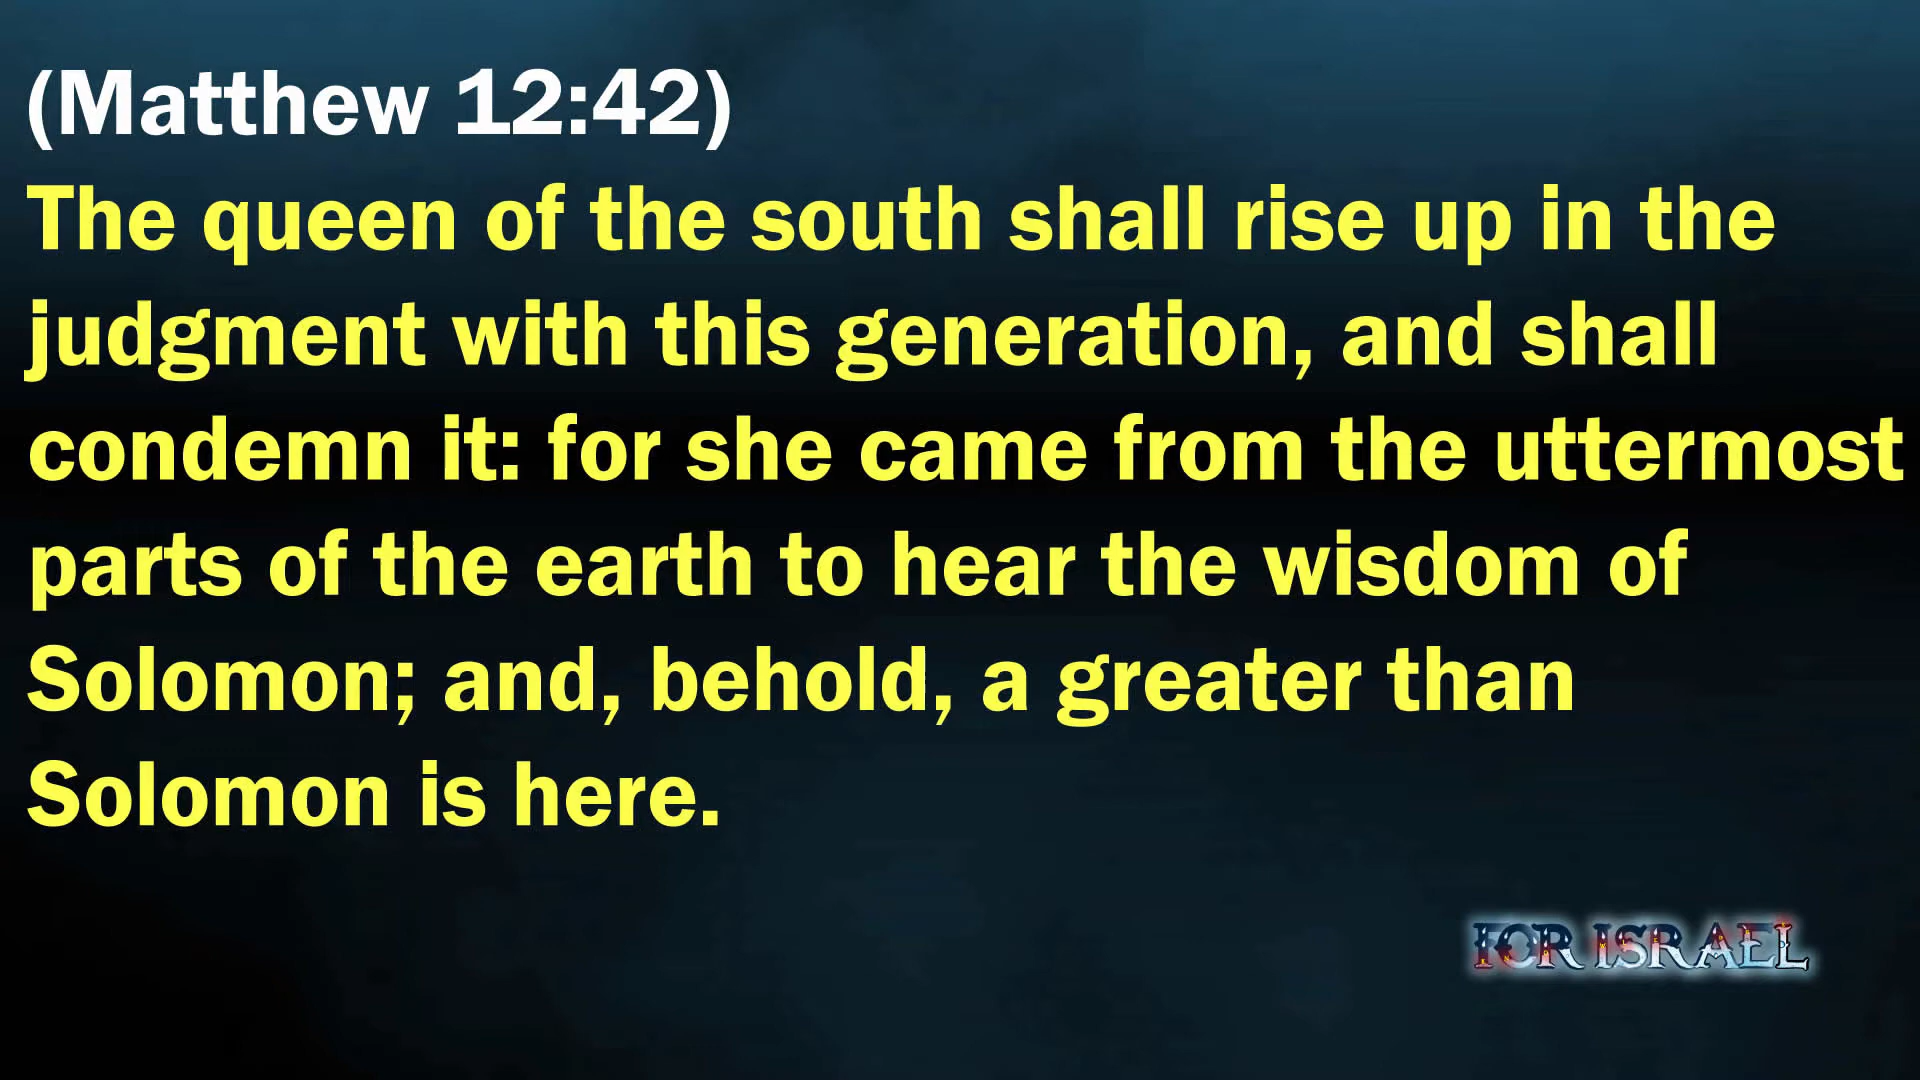 (Matthew 12:42)
The queen of the south shall rise up in the
judgment with this generation, and shall
condemn it: for she came from the uttermost
parts of the earth to hear the wisdom of
Solomon; and, behold, a greater than
Solomon is here.
FOR ISRAEL